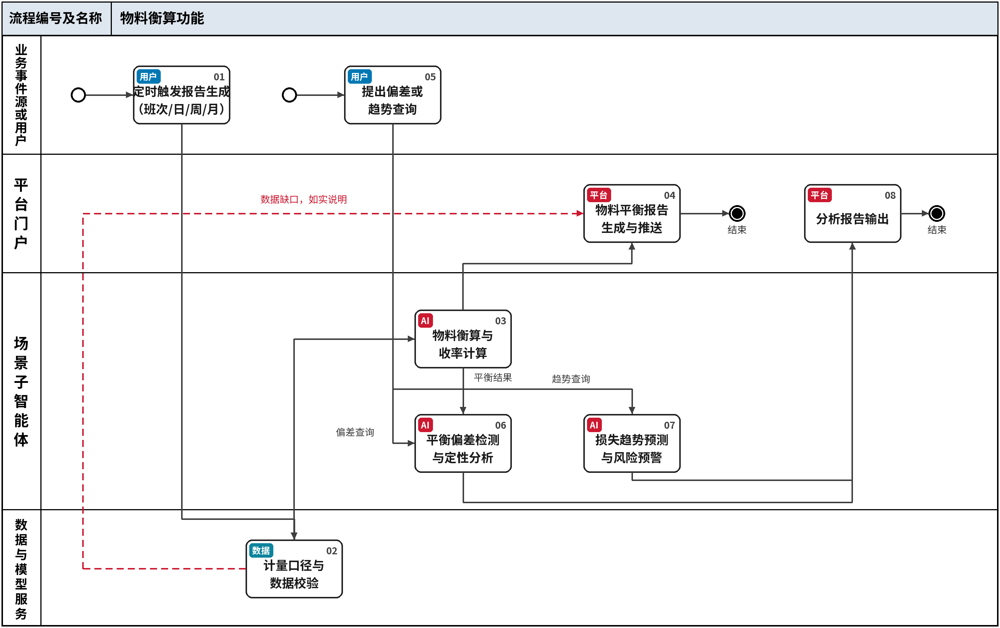 流程编号及名称
物料衡算功能
业务事件源或用户
用户
01
定时触发报告生成
（班次/日/周/月）
用户
05
提出偏差或
趋势查询
平台门户
数据缺口，如实说明
平台
04
物料平衡报告
生成与推送
结束
平台
08
分析报告输出
结束
场景子智能体
AI
03
物料衡算与
收率计算
平衡结果
趋势查询
偏差查询
AI
06
平衡偏差检测
与定性分析
AI
07
损失趋势预测
与风险预警
数据与模型服务
数据
02
计量口径与
数据校验